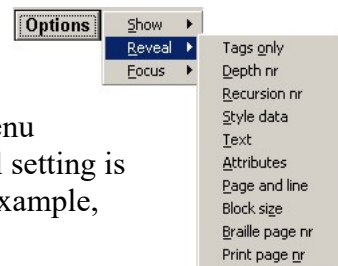 Options
Show
Reveal
Focus
Tags only
Depth nr
Recursion nr
Style data
Text
Attributes
Page and line
Block size
Braille page nr
Print page nr
enu
l setting is
xample,